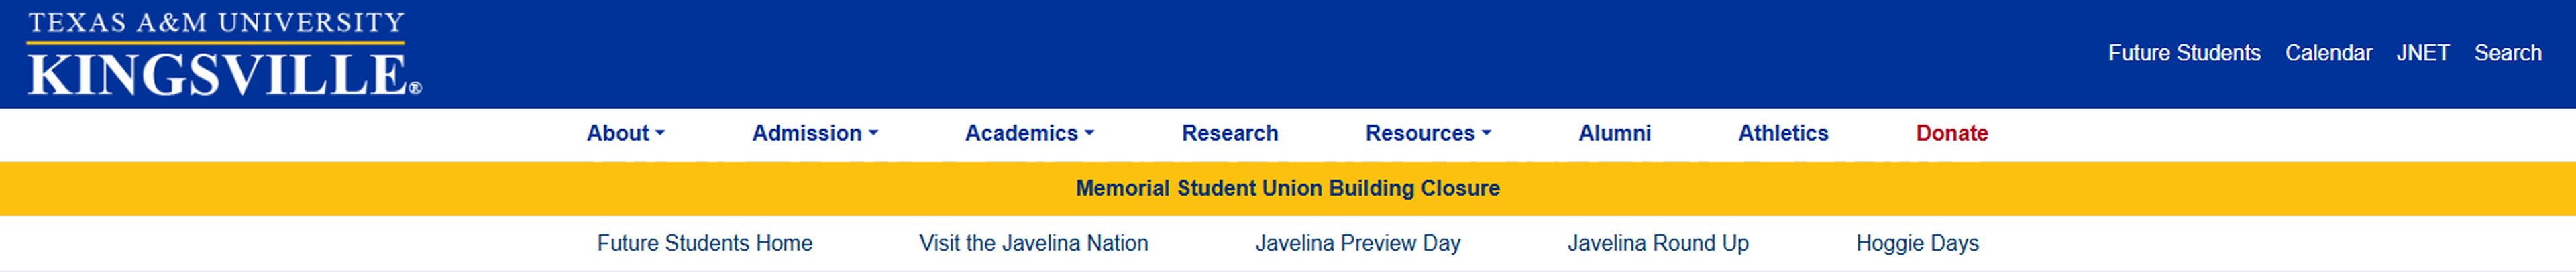 TEXAS A&M UNIVERSITY
KINGSVILLE®
Future Students Calendar JNET Search
About Admission Academics Research Resources Alumni Athletics Donate
Memorial Student Union Building Closure
Future Students Home Visit the Javelina Nation Javelina Preview Day Javelina Round Up Hoggie Days